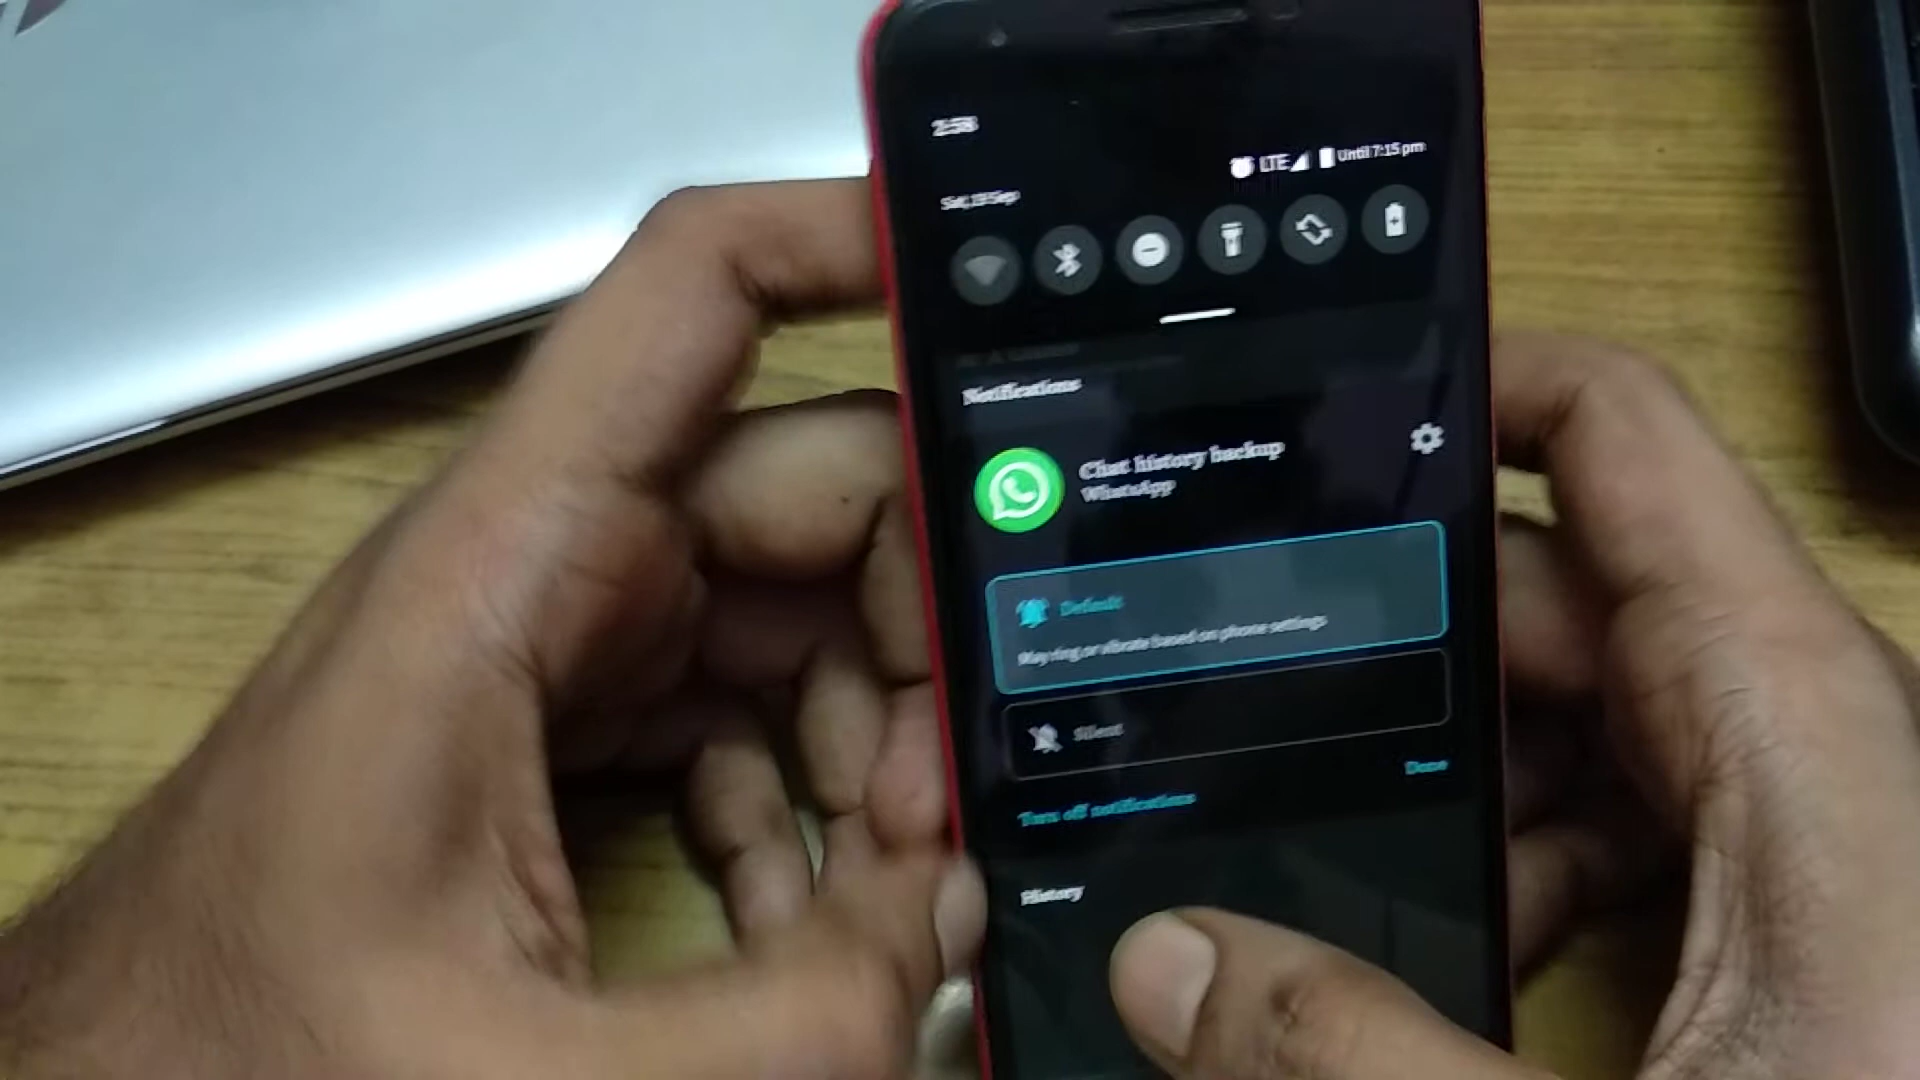 2:58
LTE Until 7:15 pm
Sat, 19 Sep
Notifications
Chat history backup
WhatsApp
Default
May ring or vibrate based on phone settings
Silent
Done
Turn off notifications
History